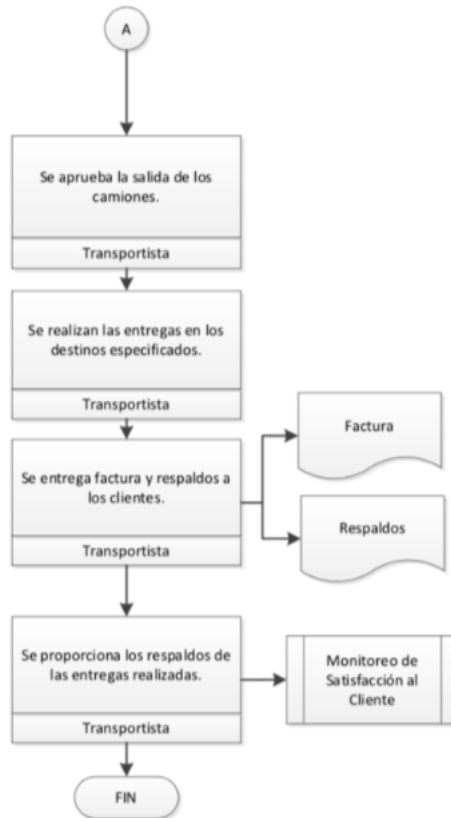 A
Se aprueba la salida de los
camiones.
Transportista
Se realizan las entregas en los
destinos especificados.
Transportista
Se entrega factura y respaldos a
los clientes.
Transportista
Factura
Respaldos
Se proporciona los respaldos de
las entregas realizadas.
Transportista
Monitoreo de
Satisfacción al
Cliente
FIN